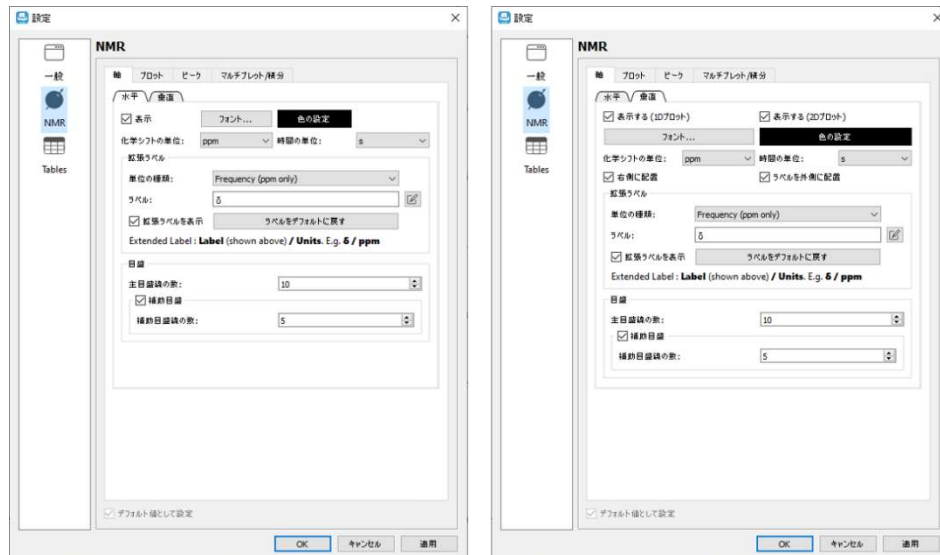 設定
一般
NMR
Tables
NMR
軸 プロット ピーク マルチプレット/積分
水平 垂直
表示 フォント... 色の設定
化学シフトの単位: ppm 時間の単位: s
拡張ラベル
単位の種類: Frequency (ppm only)
ラベル: δ
拡張ラベルを表示 ラベルをデフォルトに戻す
Extended Label : Label (shown above) / Units. E.g. δ / ppm
目盛
主目盛線の数: 10
補助目盛
補助目盛線の数: 5
デフォルト値として設定
OK キャンセル 適用
設定
一般
NMR
Tables
NMR
軸 プロット ピーク マルチプレット/積分
水平 垂直
表示する (1Dプロット) 表示する (2Dプロット)
フォント... 色の設定
化学シフトの単位: ppm 時間の単位: s
右側に配置 ラベルを外側に配置
拡張ラベル
単位の種類: Frequency (ppm only)
ラベル: δ
拡張ラベルを表示 ラベルをデフォルトに戻す
Extended Label : Label (shown above) / Units. E.g. δ / ppm
目盛
主目盛線の数: 10
補助目盛
補助目盛線の数: 5
デフォルト値として設定
OK キャンセル 適用